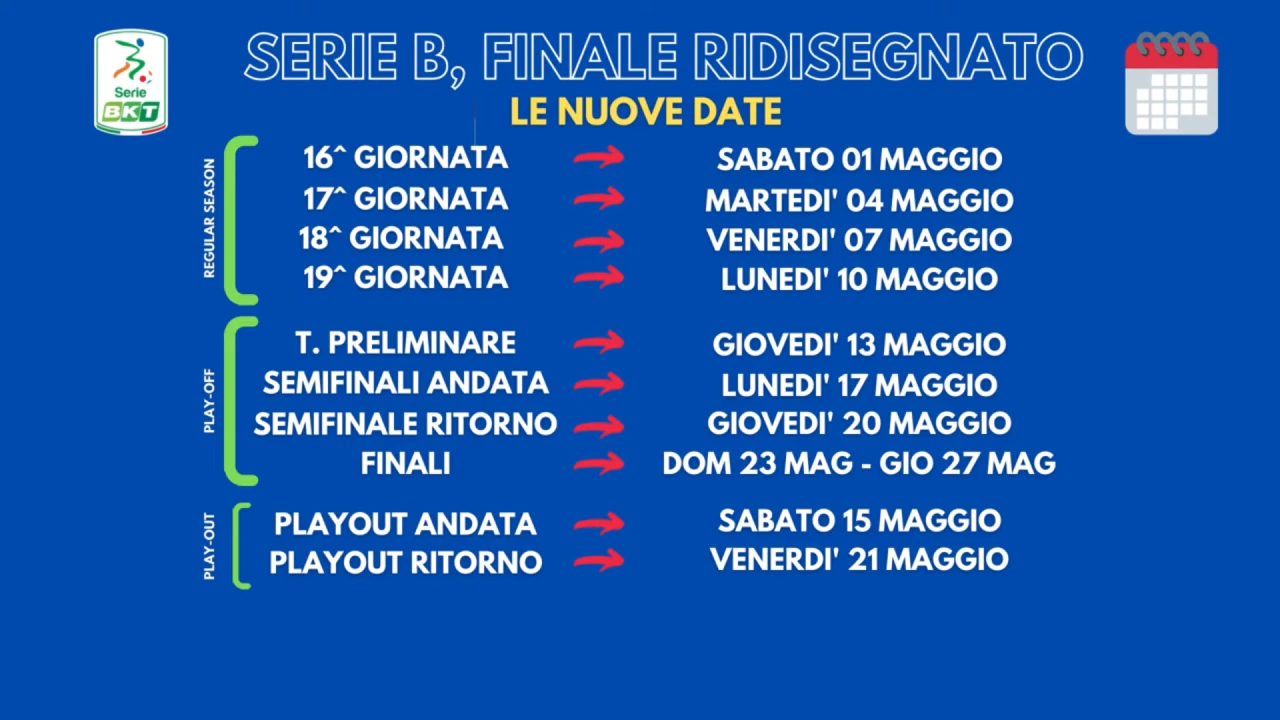 Serie
BKT
SERIE B, FINALE RIDISEGNATO
LE NUOVE DATE
REGULAR SEASON
16^ GIORNATA SABATO 01 MAGGIO
17^ GIORNATA MARTEDI' 04 MAGGIO
18^ GIORNATA VENERDI' 07 MAGGIO
19^ GIORNATA LUNEDI' 10 MAGGIO
PLAY-OFF
T. PRELIMINARE GIOVEDI' 13 MAGGIO
SEMIFINALI ANDATA LUNEDI' 17 MAGGIO
SEMIFINALE RITORNO GIOVEDI' 20 MAGGIO
FINALI DOM 23 MAG - GIO 27 MAG
PLAY-OUT
PLAYOUT ANDATA SABATO 15 MAGGIO
PLAYOUT RITORNO VENERDI' 21 MAGGIO